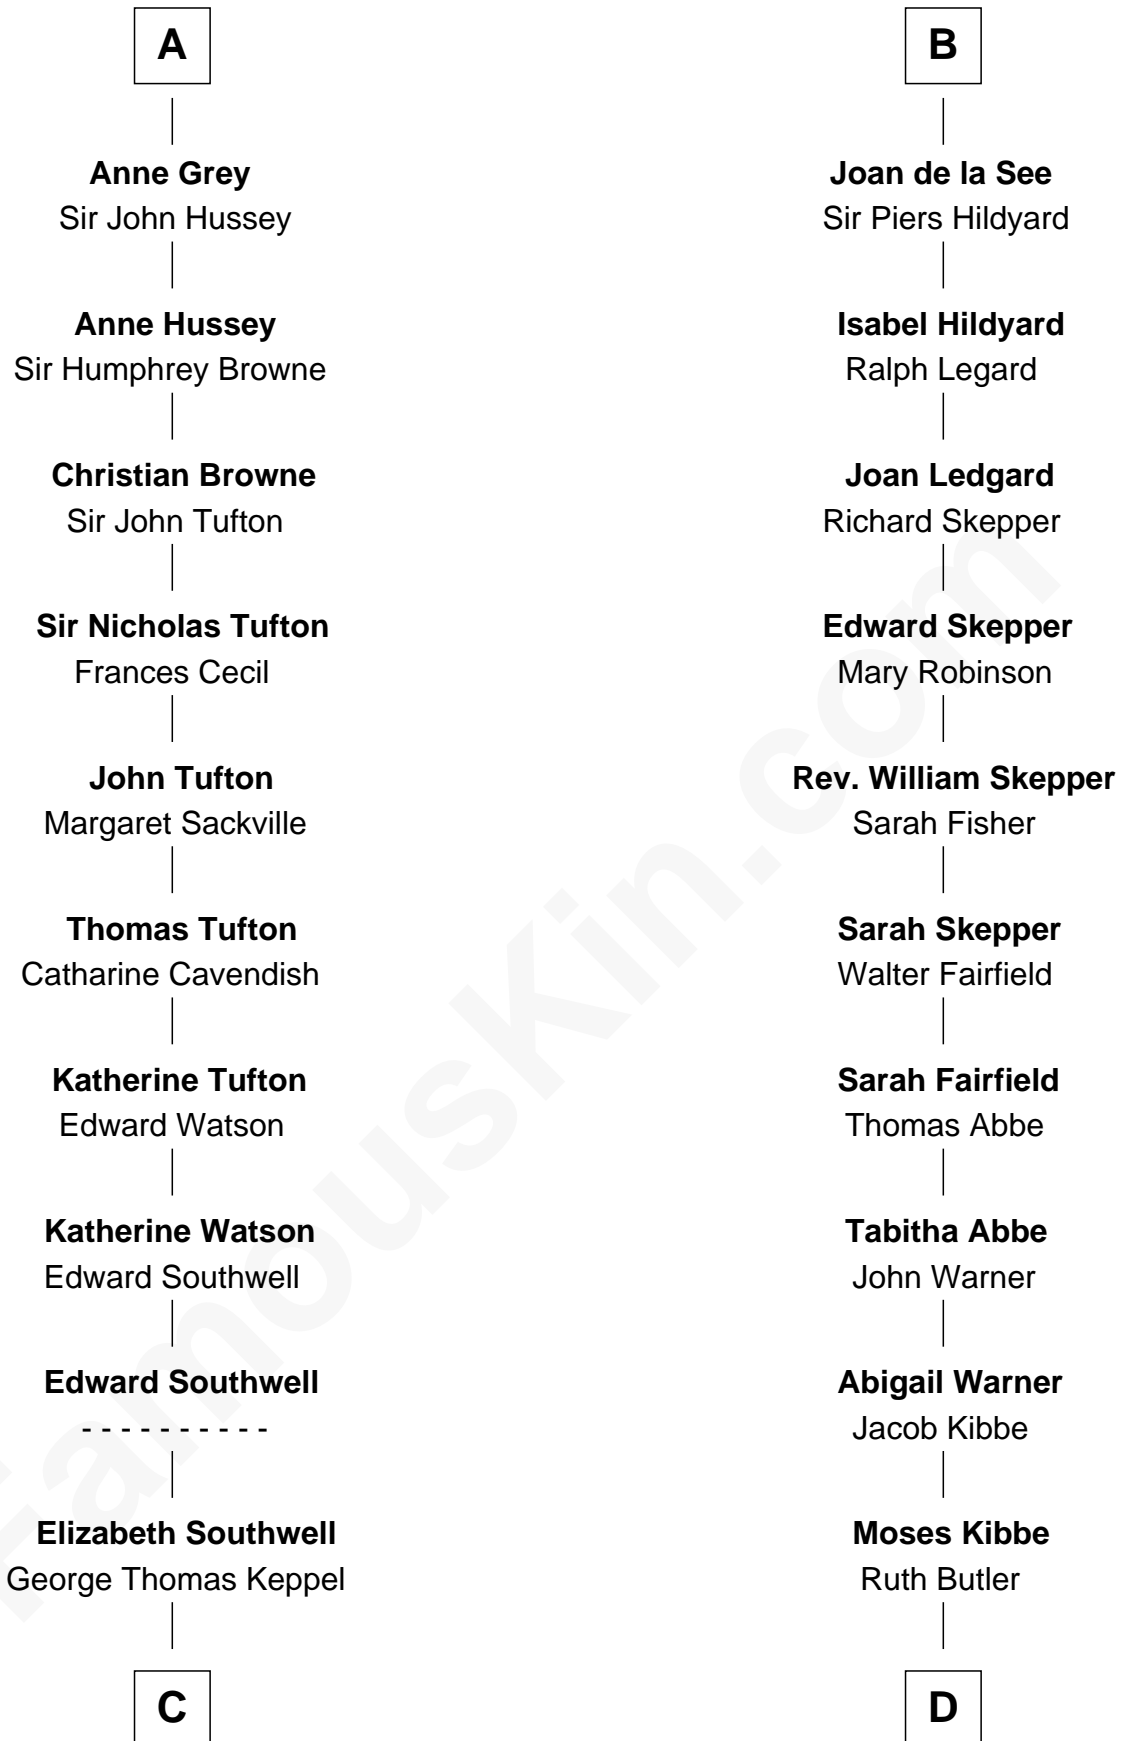 A
Anne Grey
Sir John Hussey
Anne Hussey
Sir Humphrey Browne
Christian Browne
Sir John Tufton
Sir Nicholas Tufton
Frances Cecil
John Tufton
Margaret Sackville
Thomas Tufton
Catharine Cavendish
Katherine Tufton
Edward Watson
Katherine Watson
Edward Southwell
Edward Southwell
- - - - - - - - - -
Elizabeth Southwell
George Thomas Keppel
C
B
Joan de la See
Sir Piers Hildyard
Isabel Hildyard
Ralph Legard
Joan Ledgard
Richard Skepper
Edward Skepper
Mary Robinson
Rev. William Skepper
Sarah Fisher
Sarah Skepper
Walter Fairfield
Sarah Fairfield
Thomas Abbe
Tabitha Abbe
John Warner
Abigail Warner
Jacob Kibbe
Moses Kibbe
Ruth Butler
D
FamousKin.com